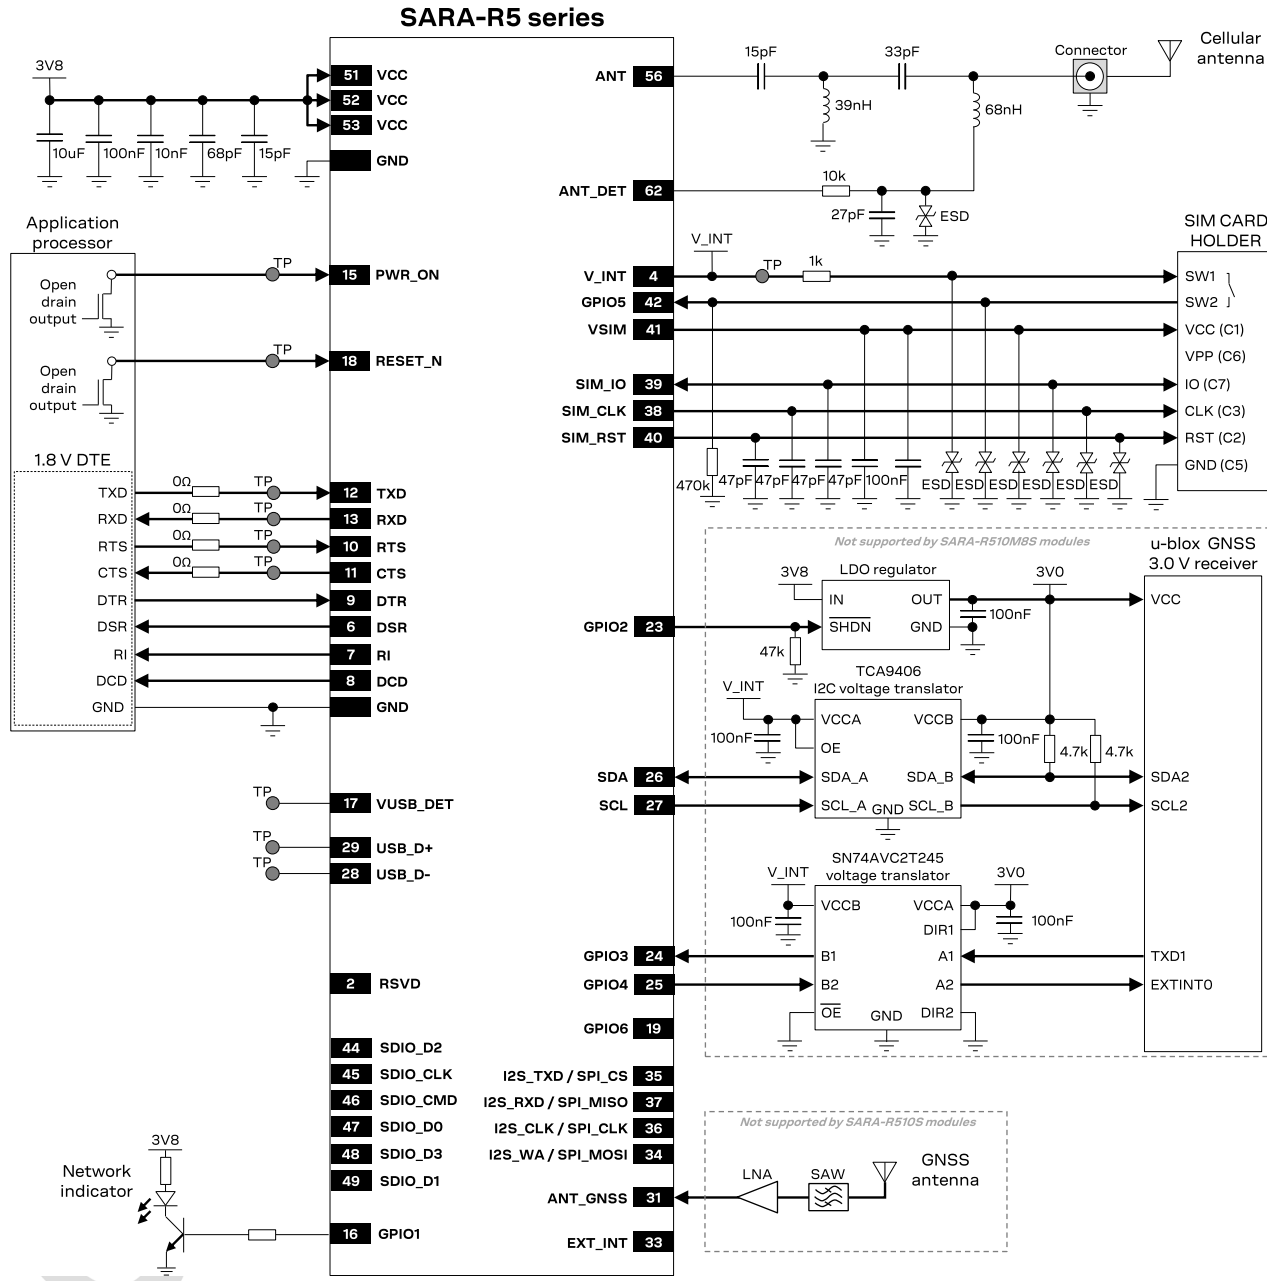 SARA-R5 series
3V8
51 VCC
52 VCC
53 VCC
10uF 100nF 10nF 68pF 15pF
GND
Application
processor
Open
drain
output
TP
15 PWR_ON
Open
drain
output
TP
18 RESET_N
1.8 V DTE
TXD 0Ω TP 12 TXD
RXD 0Ω TP 13 RXD
RTS 0Ω TP 10 RTS
CTS 0Ω TP 11 CTS
DTR 9 DTR
DSR 6 DSR
RI 7 RI
DCD 8 DCD
GND GND
TP 17 VUSB_DET
TP 29 USB_D+
TP 28 USB_D-
2 RSVD
44 SDIO_D2
45 SDIO_CLK
46 SDIO_CMD
47 SDIO_D0
48 SDIO_D3
49 SDIO_D1
3V8
Network
indicator
16 GPIO1
ANT 56
15pF 33pF
39nH 68nH
Connector
Cellular
antenna
ANT_DET 62
10k
27pF ESD
V_INT
V_INT 4 TP 1k
GPIO5 42
VSIM 41
SIM_IO 39
SIM_CLK 38
SIM_RST 40
470k 47pF 47pF 47pF 47pF 100nF ESD ESD ESD ESD ESD ESD
SIM CARD
HOLDER
SW1
SW2
VCC (C1)
VPP (C6)
IO (C7)
CLK (C3)
RST (C2)
GND (C5)
Not supported by SARA-R510M8S modules
u-blox GNSS
3.0 V receiver
3V8 LDO regulator 3V0
IN OUT VCC
100nF
GPIO2 23 SHDN GND
47k
TCA9406
I2C voltage translator
V_INT
VCCA VCCB
100nF OE 100nF 4.7k 4.7k
SDA 26 SDA_A SDA_B SDA2
SCL 27 SCL_A GND SCL_B SCL2
SN74AVC2T245
voltage translator
V_INT 3V0
VCCB VCCA
100nF DIR1 100nF
GPIO3 24 B1 A1 TXD1
GPIO4 25 B2 A2 EXTINT0
OE GND DIR2
GPIO6 19
I2S_TXD / SPI_CS 35
I2S_RXD / SPI_MISO 37
I2S_CLK / SPI_CLK 36
I2S_WA / SPI_MOSI 34
Not supported by SARA-R510S modules
LNA SAW
GNSS
antenna
ANT_GNSS 31
EXT_INT 33